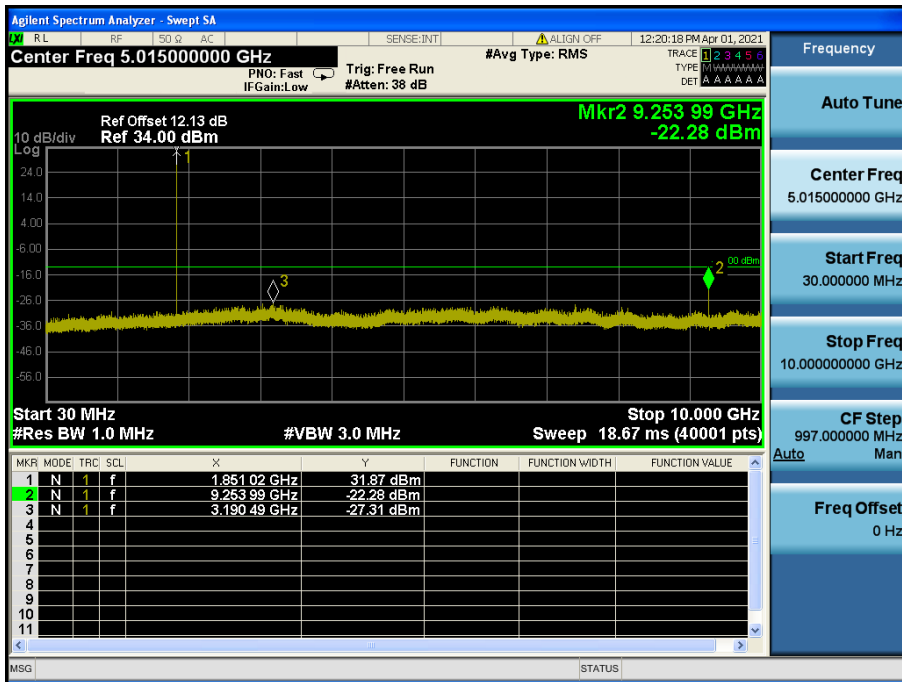 Agilent Spectrum Analyzer - Swept SA
LXI RL RF 50 Ω AC SENSE:INT ALIGN OFF 12:20:18 PM Apr 01, 2021
Center Freq 5.015000000 GHz #Avg Type: RMS TRACE 1 2 3 4 5 6
PNO: Fast Trig: Free Run TYPE M
IFGain:Low #Atten: 38 dB DET A A A A A A
Frequency
Auto Tune
Center Freq
5.015000000 GHz
Start Freq
30.000000 MHz
Stop Freq
10.000000000 GHz
CF Step
997.000000 MHz
Auto Man
Freq Offset
0 Hz
Mkr2 9.253 99 GHz
-22.28 dBm
Ref Offset 12.13 dB
10 dB/div Ref 34.00 dBm
Log
1
24.0
14.0
4.00
-6.00
00 dBm
2
-16.0
3
-26.0
-36.0
-46.0
-56.0
Start 30 MHz Stop 10.000 GHz
#Res BW 1.0 MHz #VBW 3.0 MHz Sweep 18.67 ms (40001 pts)
MKR MODE TRC SCL X Y FUNCTION FUNCTION WIDTH FUNCTION VALUE
1 N 1 f 1.851 02 GHz 31.87 dBm
2 N 1 f 9.253 99 GHz -22.28 dBm
3 N 1 f 3.190 49 GHz -27.31 dBm
4
5
6
7
8
9
10
11
MSG STATUS